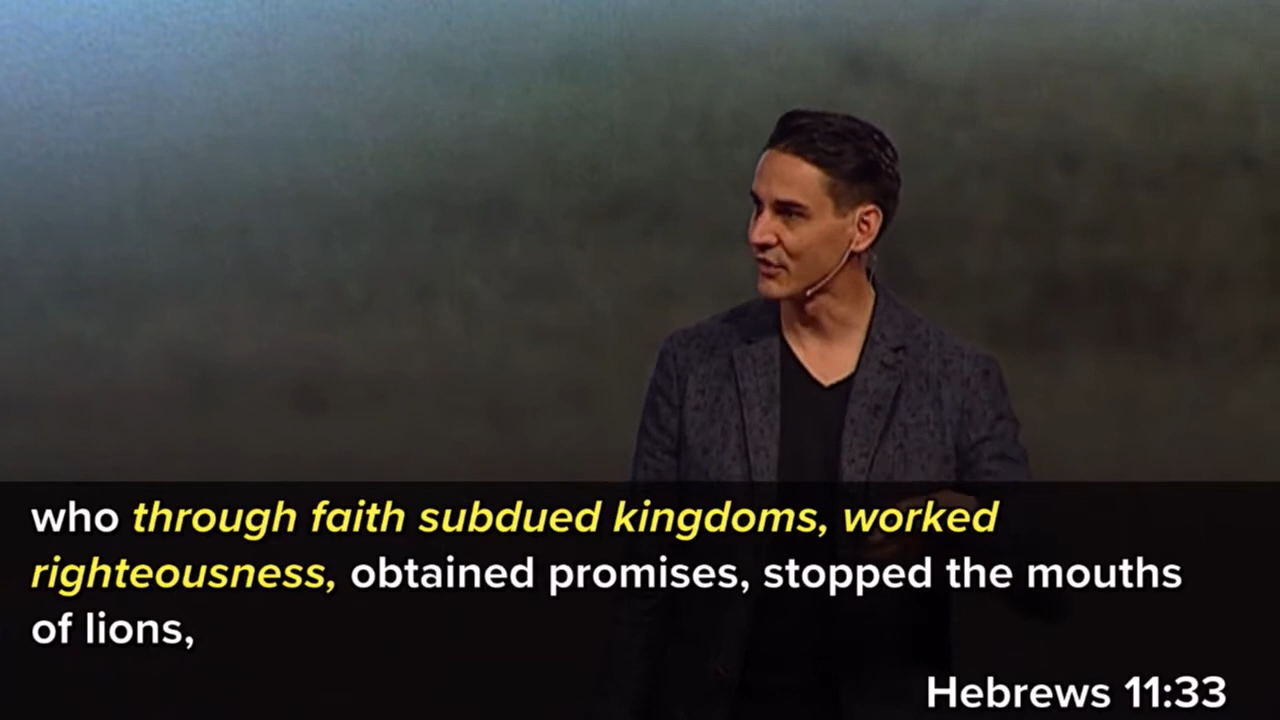 who through faith subdued kingdoms, worked
righteousness, obtained promises, stopped the mouths
of lions,
Hebrews 11:33